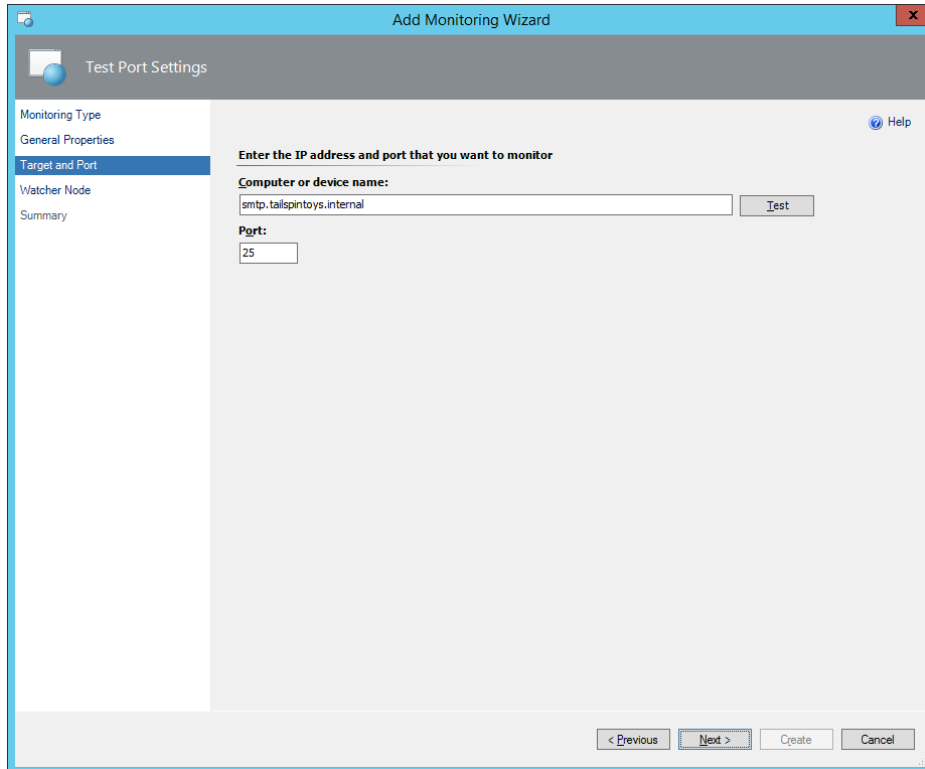 Add Monitoring Wizard
x
Test Port Settings
Monitoring Type
General Properties
Target and Port
Watcher Node
Summary
Help
Enter the IP address and port that you want to monitor
Computer or device name:
smtp.tailspintoys.internal
Test
Port:
25
< Previous
Next >
Create
Cancel